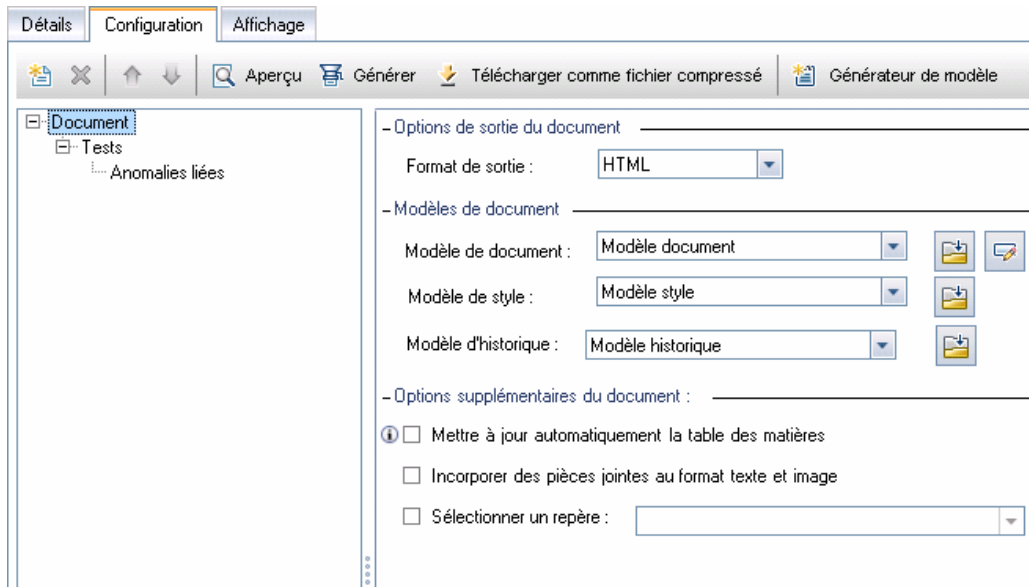 Détails Configuration Affichage
Aperçu Générer Télécharger comme fichier compressé Générateur de modèle
Document
Tests
Anomalies liées
Options de sortie du document
Format de sortie : HTML
Modèles de document
Modèle de document : Modèle document
Modèle de style : Modèle style
Modèle d'historique : Modèle historique
Options supplémentaires du document :
Mettre à jour automatiquement la table des matières
Incorporer des pièces jointes au format texte et image
Sélectionner un repère :